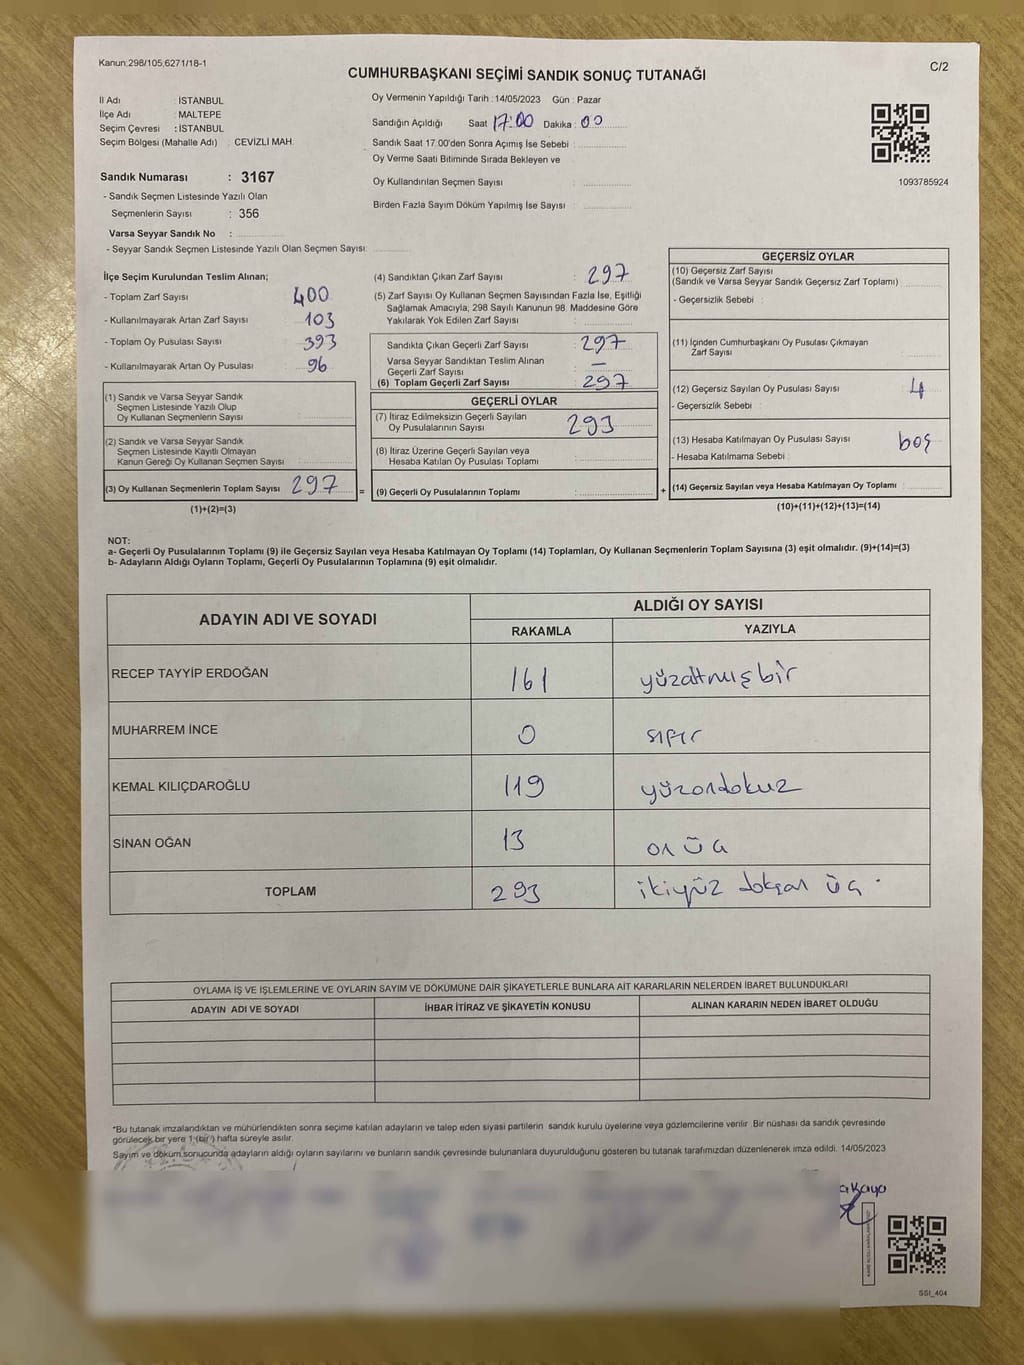 Kanun;298/105,6271/18-1
C/2
CUMHURBAŞKANI SEÇİMİ SANDIK SONUÇ TUTANAĞI
İl Adı : İSTANBUL
İlçe Adı : MALTEPE
Seçim Çevresi : İSTANBUL
Seçim Bölgesi (Mahalle Adı) : CEVİZLİ MAH.
Oy Vermenin Yapıldığı Tarih : 14/05/2023 Gün : Pazar
Sandığın Açıldığı Saat 17:00 Dakika : 00
Sandık Saat 17.00'den Sonra Açımış İse Sebebi :
Oy Verme Saati Bitiminde Sırada Bekleyen ve
Oy Kullandırılan Seçmen Sayısı :
Birden Fazla Sayım Döküm Yapılmış İse Sayısı :
1093785924
Sandık Numarası : 3167
- Sandık Seçmen Listesinde Yazılı Olan
Seçmenlerin Sayısı : 356
Varsa Seyyar Sandık No :
- Seyyar Sandık Seçmen Listesinde Yazılı Olan Seçmen Sayısı:
İlçe Seçim Kurulundan Teslim Alınan;
- Toplam Zarf Sayısı : 400
- Kullanılmayarak Artan Zarf Sayısı : 103
- Toplam Oy Pusulası Sayısı : 393
- Kullanılmayarak Artan Oy Pusulası : 96
(1) Sandık ve Varsa Seyyar Sandık
Seçmen Listesinde Yazılı Olup
Oy Kullanan Seçmenlerin Sayısı :
(2) Sandık ve Varsa Seyyar Sandık
Seçmen Listesinde Kayıtlı Olmayan
Kanun Gereği Oy Kullanan Seçmen Sayısı :
(3) Oy Kullanan Seçmenlerin Toplam Sayısı 297
(1)+(2)=(3)
(4) Sandıktan Çıkan Zarf Sayısı : 297
(5) Zarf Sayısı Oy Kullanan Seçmen Sayısından Fazla İse, Eşitliği
Sağlamak Amacıyla, 298 Sayılı Kanunun 98. Maddesine Göre
Yakılarak Yok Edilen Zarf Sayısı :
Sandıkta Çıkan Geçerli Zarf Sayısı : 297
Varsa Seyyar Sandıktan Teslim Alınan
Geçerli Zarf Sayısı : —
(6) Toplam Geçerli Zarf Sayısı : 297
GEÇERLİ OYLAR
(7) İtiraz Edilmeksizin Geçerli Sayılan
Oy Pusulalarının Sayısı : 293
(8) İtiraz Üzerine Geçerli Sayılan veya
Hesaba Katılan Oy Pusulası Toplamı :
= (9) Geçerli Oy Pusulalarının Toplamı :
GEÇERSİZ OYLAR
(10) Geçersiz Zarf Sayısı
(Sandık ve Varsa Seyyar Sandık Geçersiz Zarf Toplamı)
- Geçersizlik Sebebi :
(11) İçinden Cumhurbaşkanı Oy Pusulası Çıkmayan
Zarf Sayısı :
(12) Geçersiz Sayılan Oy Pusulası Sayısı : 4
- Geçersizlik Sebebi :
(13) Hesaba Katılmayan Oy Pusulası Sayısı : boş
- Hesaba Katılmama Sebebi :
+ (14) Geçersiz Sayılan veya Hesaba Katılmayan Oy Toplamı :
(10)+(11)+(12)+(13)=(14)
NOT:
a- Geçerli Oy Pusulalarının Toplamı (9) ile Geçersiz Sayılan veya Hesaba Katılmayan Oy Toplamı (14) Toplamları, Oy Kullanan Seçmenlerin Toplam Sayısına (3) eşit olmalıdır. (9)+(14)=(3)
b- Adayların Aldığı Oyların Toplamı, Geçerli Oy Pusulalarının Toplamına (9) eşit olmalıdır.
ADAYIN ADI VE SOYADI
ALDIĞI OY SAYISI
RAKAMLA YAZIYLA
RECEP TAYYİP ERDOĞAN 161 yüzaltmışbir
MUHARREM İNCE 0 sıfır
KEMAL KILIÇDAROĞLU 119 yüzondokuz
SİNAN OĞAN 13 on üç
TOPLAM 293 ikiyüz doksan üç
OYLAMA İŞ VE İŞLEMLERİNE VE OYLARIN SAYIM VE DÖKÜMÜNE DAİR ŞİKAYETLERLE BUNLARA AİT KARARLARIN NELERDEN İBARET BULUNDUKLARI
ADAYIN ADI VE SOYADI İHBAR İTİRAZ VE ŞİKAYETİN KONUSU ALINAN KARARIN NEDEN İBARET OLDUĞU
*Bu tutanak imzalandıktan ve mühürlendikten sonra seçime katılan adayların ve talep eden siyasi partilerin sandık kurulu üyelerine veya gözlemcilerine verilir. Bir nüshası da sandık çevresinde
görülecek bir yere 1 (bir) hafta süreyle asılır.
Sayım ve döküm sonucunda adayların aldığı oyların sayılarını ve bunların sandık çevresinde bulunanlara duyurulduğunu gösteren bu tutanak tarafımızdan düzenlenerek imza edildi. 14/05/2023
akaya
SSI_404